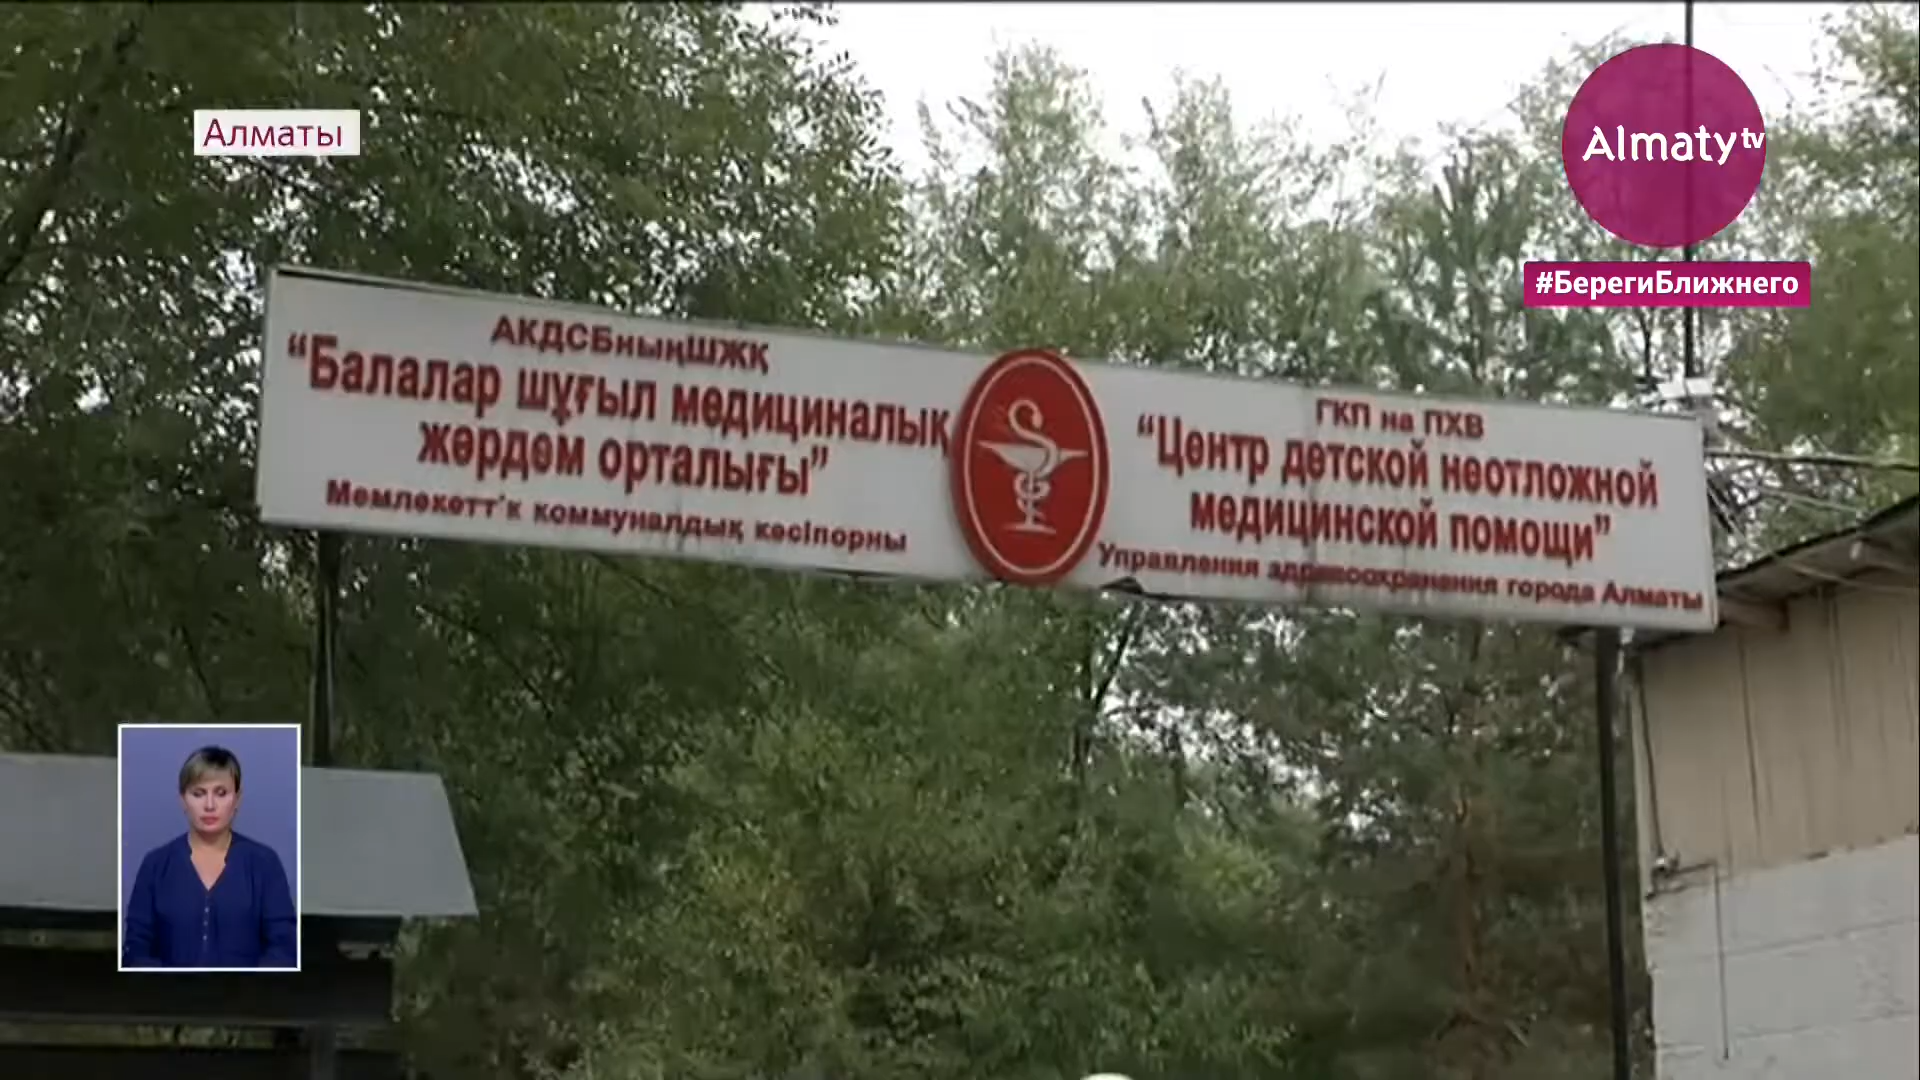 Алматы
Almaty tv
#БерегиБлижнего
АКДСБныңШЖҚ
“Балалар шұғыл медициналық
жәрдем орталығы”
Мемлекетт'к коммуналдық кәсіпорны
ГКП на ПХВ
“Центр детской неотложной
медицинской помощи”
Управления здравоохранения города Алматы